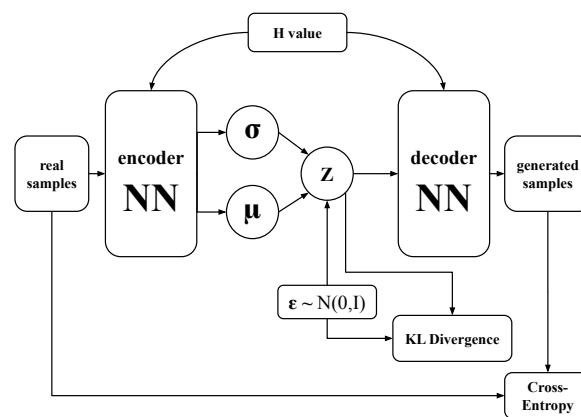 H value
real
samples
encoder
NN
σ
μ
z
decoder
NN
generated
samples
ε ~ N(0,I)
KL Divergence
Cross-
Entropy